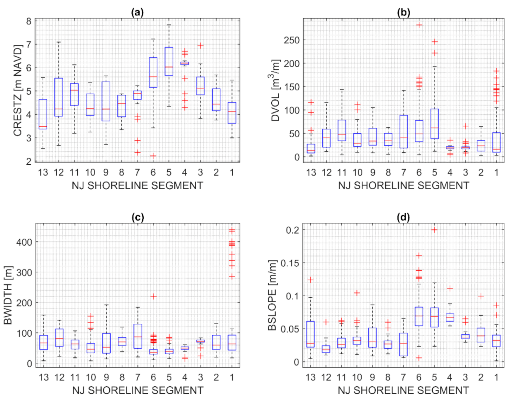 (a)
CRESTZ [m NAVD]
8
7
6
5
4
3
2
13 12 11 10 9 8 7 6 5 4 3 2 1
NJ SHORELINE SEGMENT
(b)
DVOL [m³/m]
250
200
150
100
50
0
13 12 11 10 9 8 7 6 5 4 3 2 1
NJ SHORELINE SEGMENT
(c)
BWIDTH [m]
400
300
200
100
0
13 12 11 10 9 8 7 6 5 4 3 2 1
NJ SHORELINE SEGMENT
(d)
BSLOPE [m/m]
0.2
0.15
0.1
0.05
0
13 12 11 10 9 8 7 6 5 4 3 2 1
NJ SHORELINE SEGMENT